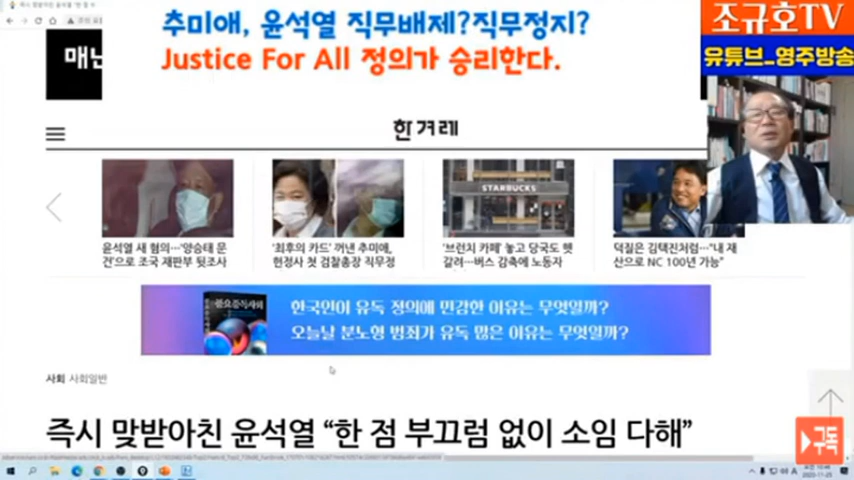 추미애, 윤석열 직무배제?직무정지?
Justice For All 정의가 승리한다.
조규호TV
유튜브_영주방송
매닌
한겨레
STARBUCKS
윤석열 새 혐의…‘양승태 문
건’으로 조국 재판부 뒷조사
‘최후의 카드’ 꺼낸 추미애,
헌정사 첫 검찰총장 직무정
‘브런치 카페’ 놓고 당국도 헷
갈려…버스 감축에 노동자
덕질은 김택진처럼…“내 재
산으로 NC 100년 가능”
한국인이 유독 정의에 민감한 이유는 무엇일까?
오늘날 분노형 범죄가 유독 많은 이유는 무엇일까?
사회 사회일반
즉시 맞받아친 윤석열 “한 점 부끄럼 없이 소임 다해”
구독
2020-11-25